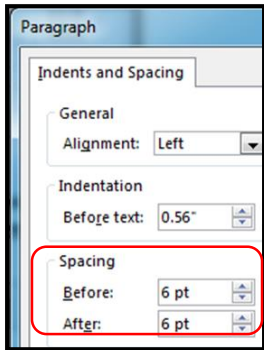 Paragraph
Indents and Spacing
General
Alignment: Left
Indentation
Before text: 0.56"
Spacing
Before: 6 pt
After: 6 pt